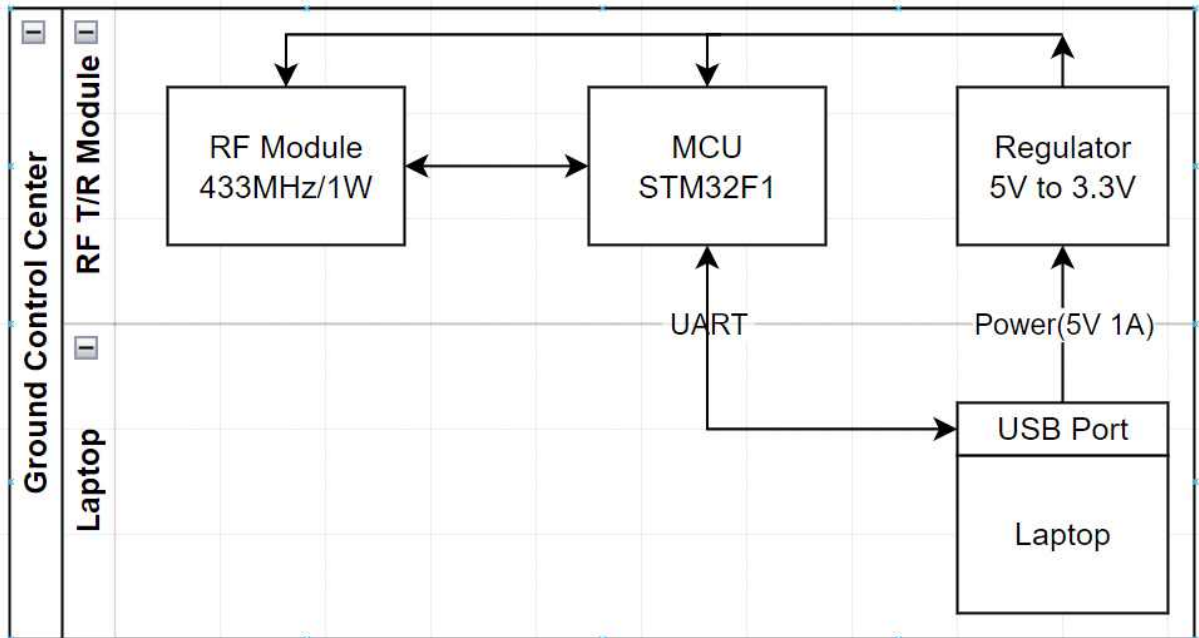 Ground Control Center
RF T/R Module
RF Module
433MHz/1W
MCU
STM32F1
Regulator
5V to 3.3V
UART
Power(5V 1A)
Laptop
USB Port
Laptop